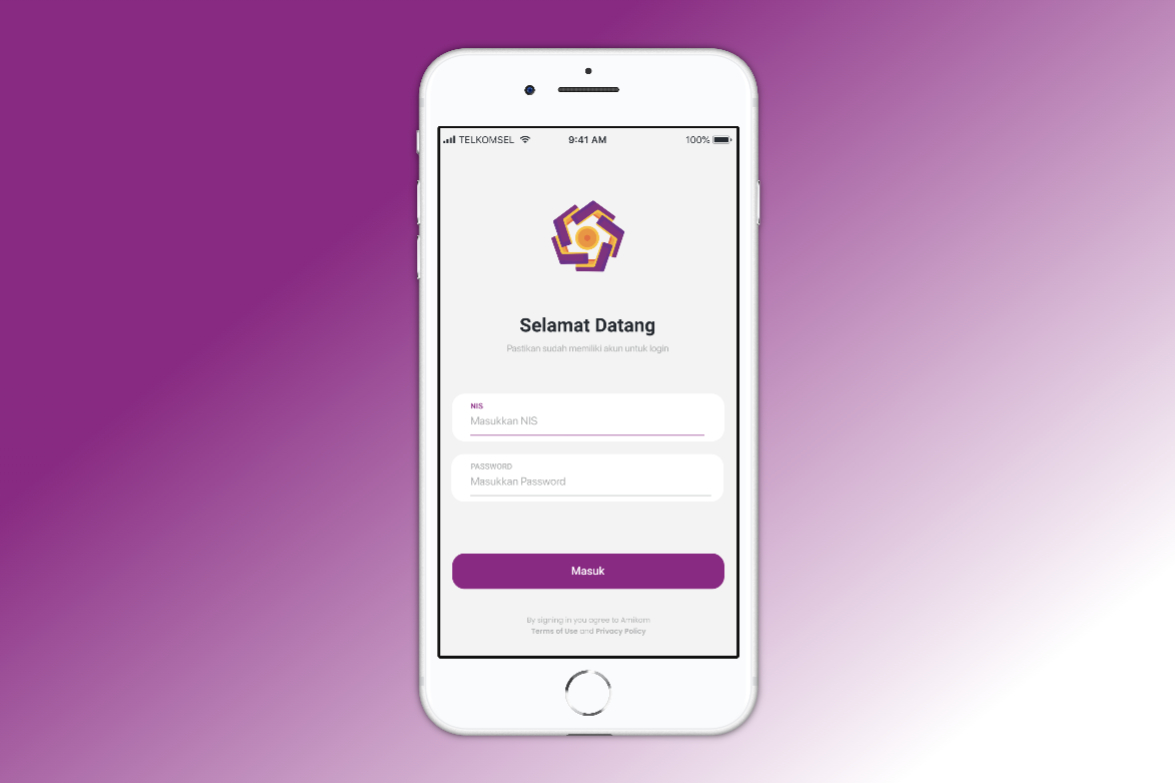 TELKOMSEL 9:41 AM 100%
Selamat Datang
Pastikan sudah memiliki akun untuk login
NIS
Masukkan NIS
PASSWORD
Masukkan Password
Masuk
By signing in you agree to Amikom
Terms of Use and Privacy Policy